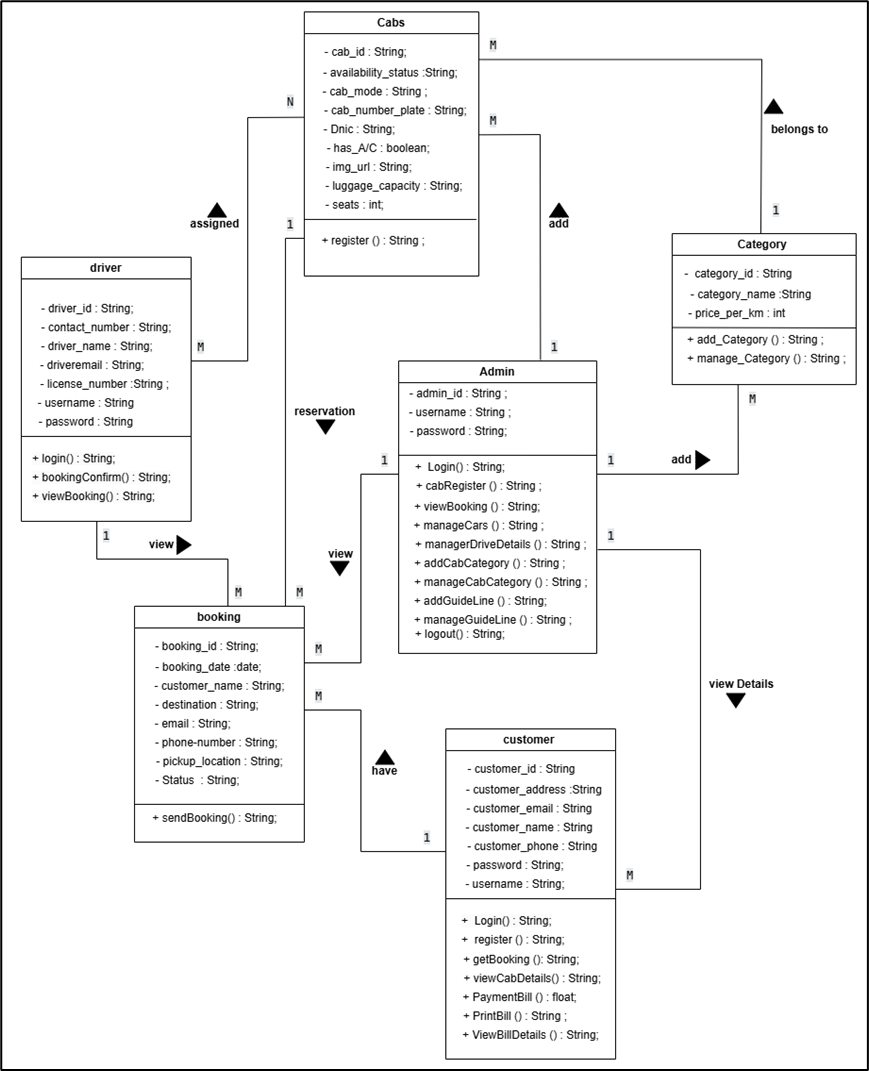 Cabs
- cab_id : String;
- availability_status :String;
- cab_mode : String ;
- cab_number_plate : String;
- Dnic : String;
- has_A/C : boolean;
- img_url : String;
- luggage_capacity : String;
- seats : int;
+ register () : String ;
M
M
N
1
belongs to
1
assigned
add
1
Category
- category_id : String
- category_name :String
- price_per_km : int
+ add_Category () : String ;
+ manage_Category () : String ;
M
driver
- driver_id : String;
- contact_number : String;
- driver_name : String;
- driveremail : String;
- license_number :String ;
- username : String
- password : String
+ login() : String;
+ bookingConfirm() : String;
+ viewBooking() : String;
M
1
view
M
reservation
M
Admin
- admin_id : String ;
- username : String ;
- password : String;
+ Login() : String;
+ cabRegister () : String ;
+ viewBooking () : String;
+ manageCars () : String ;
+ managerDriveDetails () : String ;
+ addCabCategory () : String ;
+ manageCabCategory () : String ;
+ addGuideLine () : String;
+ manageGuideLine () : String ;
+ logout() : String;
1
1
add
1
view
M
booking
- booking_id : String;
- booking_date :date;
- customer_name : String;
- destination : String;
- email : String;
- phone-number : String;
- pickup_location : String;
- Status : String;
+ sendBooking() : String;
M
have
1
view Details
M
customer
- customer_id : String
- customer_address :String
- customer_email : String
- customer_name : String
- customer_phone : String
- password : String;
- username : String;
+ Login() : String;
+ register () : String;
+ getBooking (): String;
+ viewCabDetails() : String;
+ PaymentBill () : float;
+ PrintBill () : String ;
+ ViewBillDetails () : String;